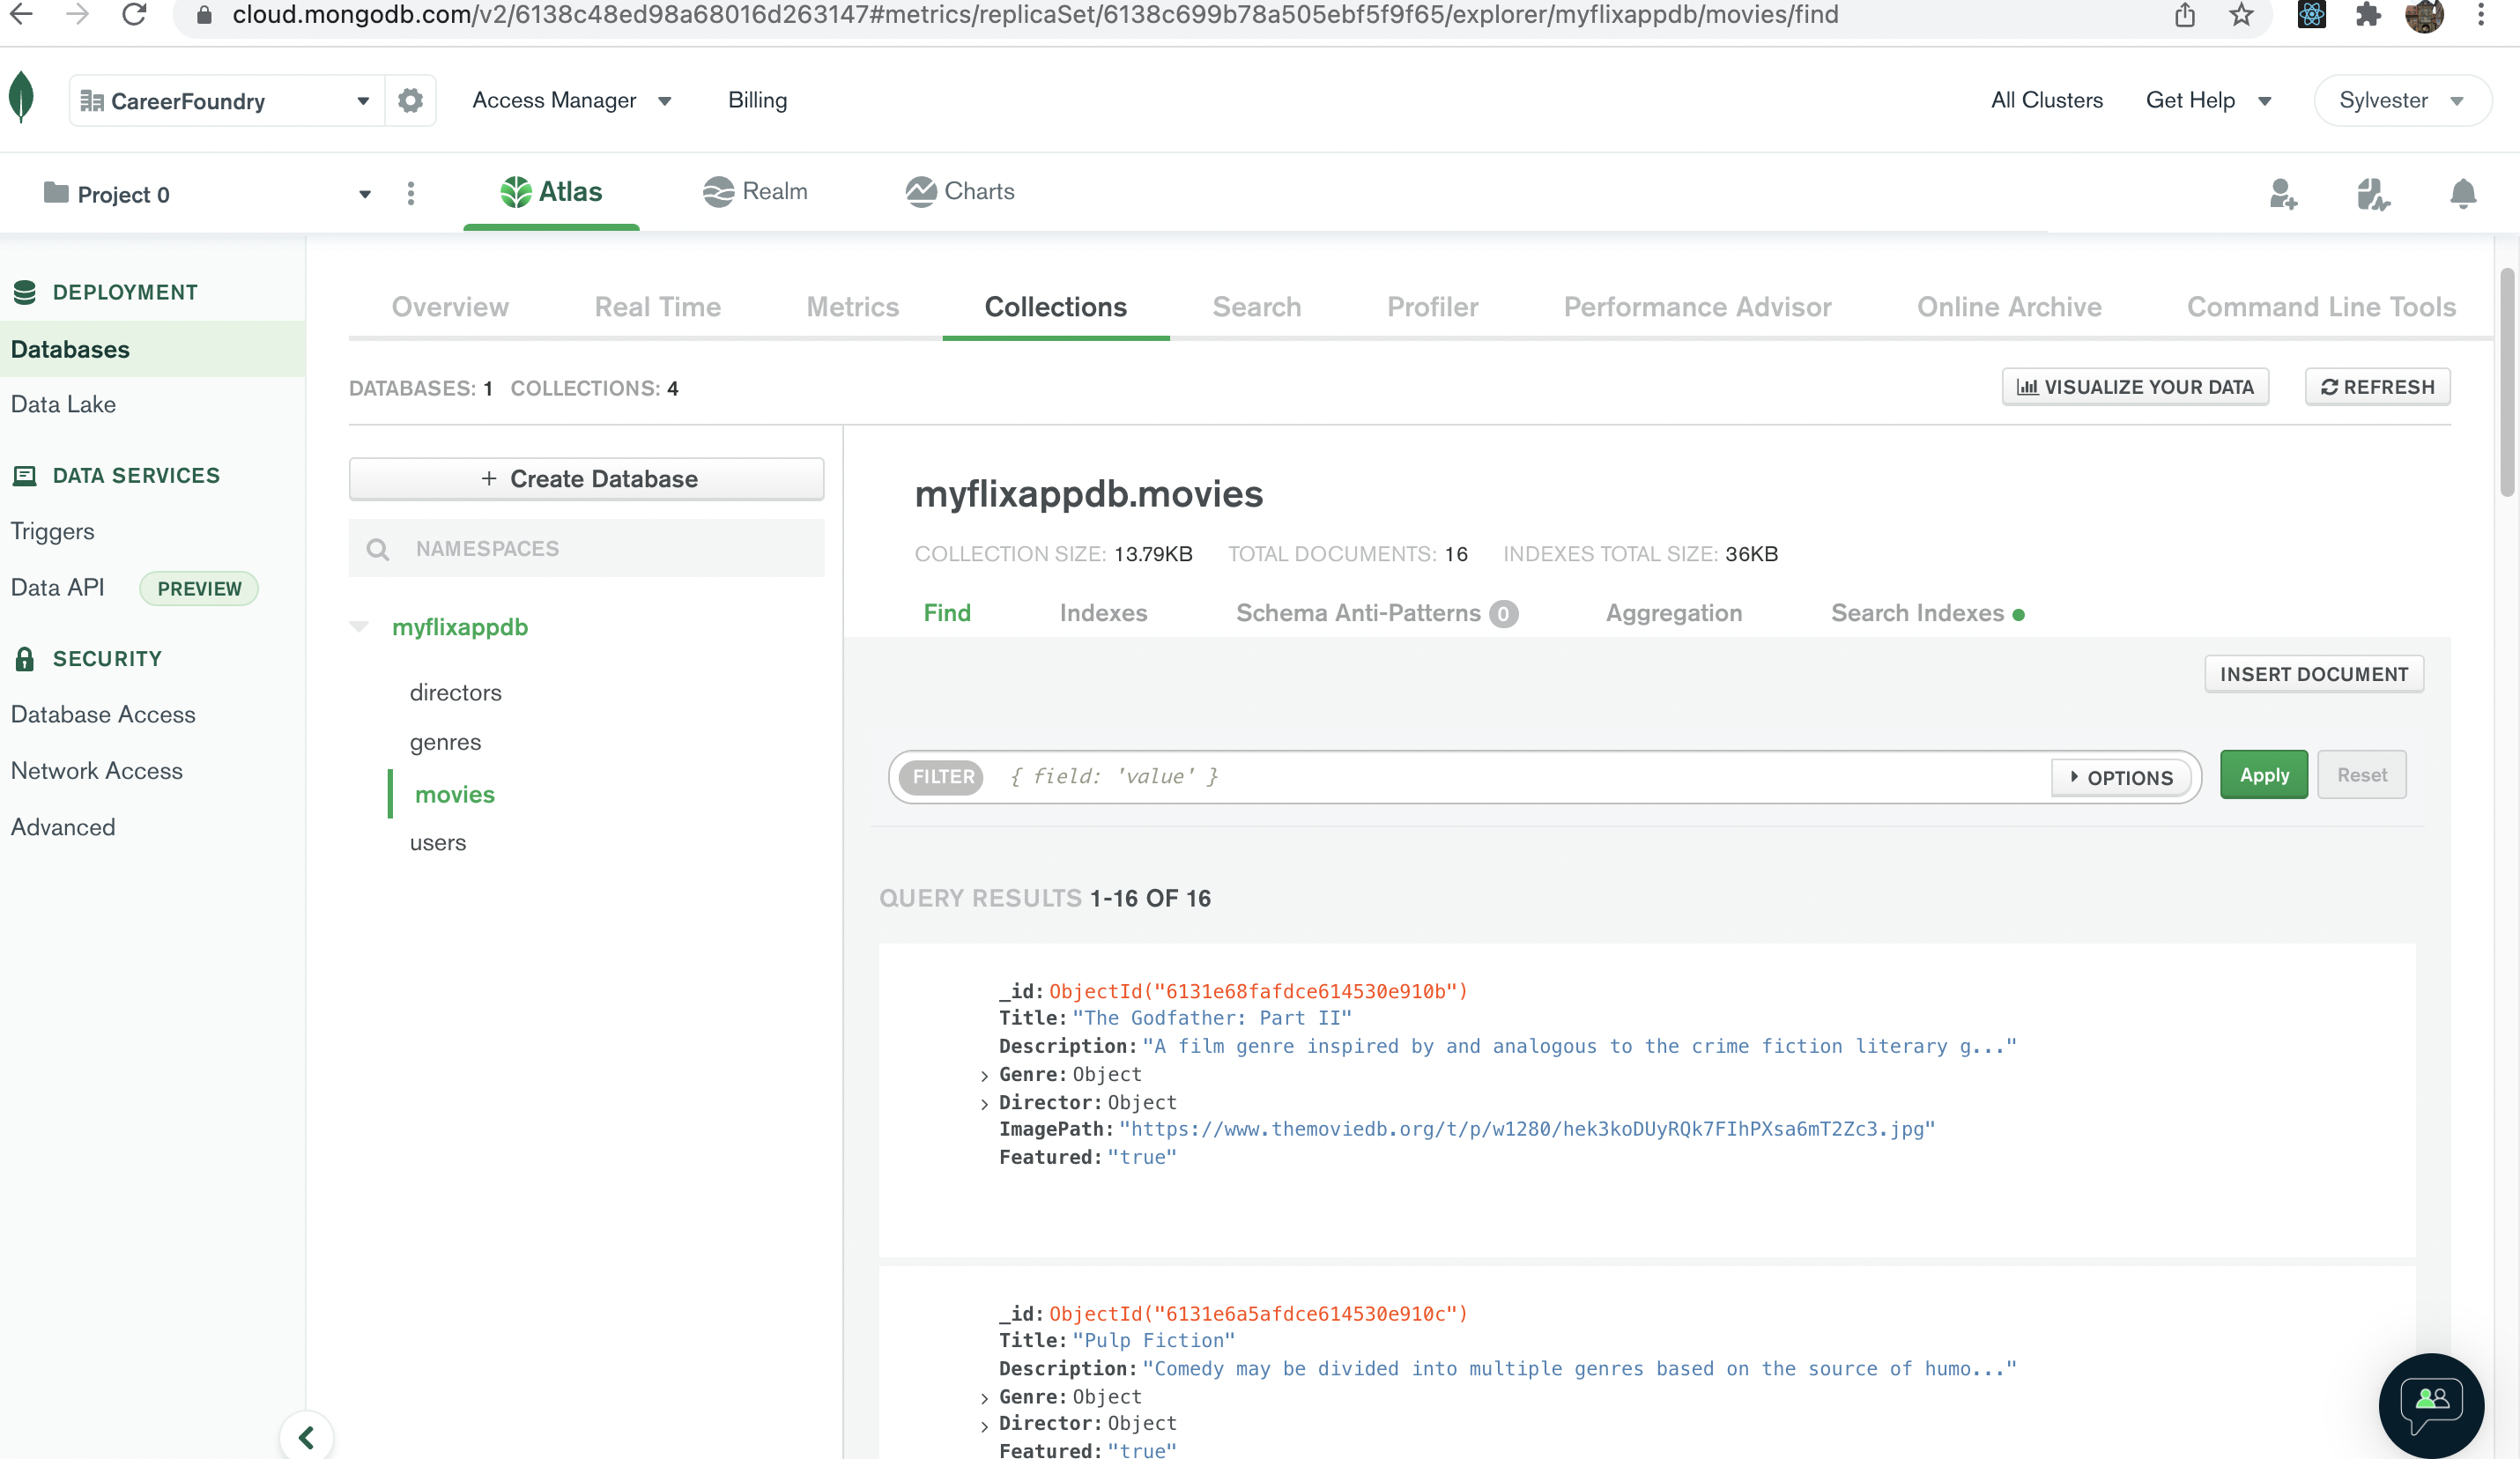 cloud.mongodb.com/v2/6138c48ed98a68016d263147#metrics/replicaSet/6138c699b78a505ebf5f9f65/explorer/myflixappdb/movies/find
CareerFoundry
Access Manager
Billing
All Clusters
Get Help
Sylvester
Project 0
Atlas
Realm
Charts
DEPLOYMENT
Databases
Data Lake
DATA SERVICES
Triggers
Data API PREVIEW
SECURITY
Database Access
Network Access
Advanced
Overview
Real Time
Metrics
Collections
Search
Profiler
Performance Advisor
Online Archive
Command Line Tools
DATABASES: 1 COLLECTIONS: 4
VISUALIZE YOUR DATA
REFRESH
+ Create Database
NAMESPACES
myflixappdb
directors
genres
movies
users
myflixappdb.movies
COLLECTION SIZE: 13.79KB TOTAL DOCUMENTS: 16 INDEXES TOTAL SIZE: 36KB
Find
Indexes
Schema Anti-Patterns 0
Aggregation
Search Indexes
INSERT DOCUMENT
FILTER { field: 'value' }
OPTIONS
Apply
Reset
QUERY RESULTS 1-16 OF 16
_id: ObjectId("6131e68fafdce614530e910b")
Title: "The Godfather: Part II"
Description: "A film genre inspired by and analogous to the crime fiction literary g..."
Genre: Object
Director: Object
ImagePath: "https://www.themoviedb.org/t/p/w1280/hek3koDUyRQk7FIhPXsa6mT2Zc3.jpg"
Featured: "true"
_id: ObjectId("6131e6a5afdce614530e910c")
Title: "Pulp Fiction"
Description: "Comedy may be divided into multiple genres based on the source of humo..."
Genre: Object
Director: Object
Featured: "true"